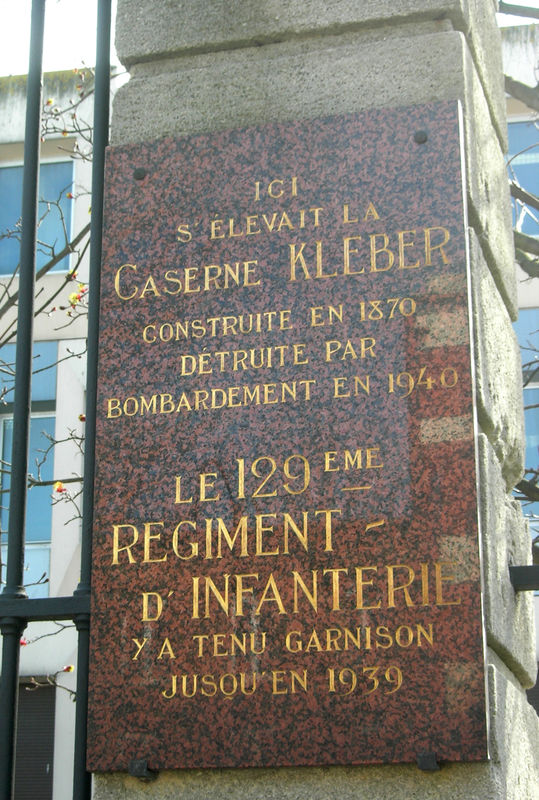 ICI
S'ÉLEVAIT LA
CASERNE KLEBER
CONSTRUITE EN 1870
DÉTRUITE PAR
BOMBARDEMENT EN 1940
LE 129 EME
REGIMENT -
D'INFANTERIE
Y A TENU GARNISON
JUSQU'EN 1939